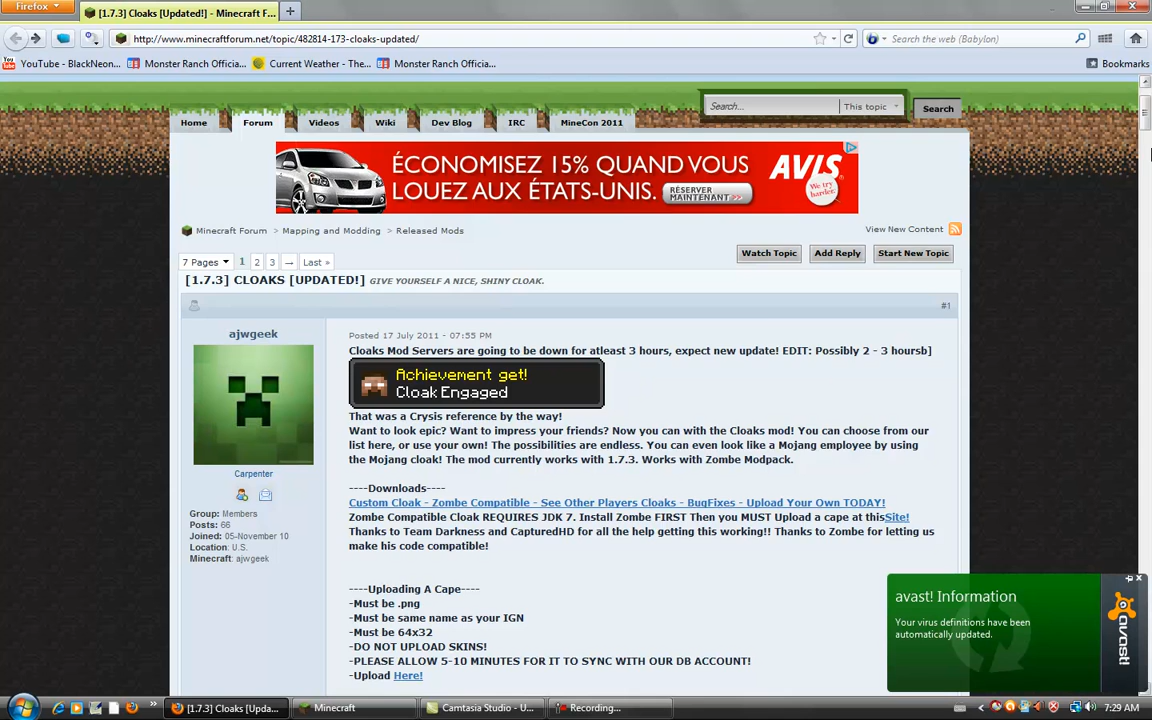 Firefox
[1.7.3] Cloaks [Updated!] - Minecraft F...
http://www.minecraftforum.net/topic/482814-173-cloaks-updated/
Search the web (Babylon)
YouTube - BlackNeon...
Monster Ranch Officia...
Current Weather - The...
Monster Ranch Officia...
Bookmarks
Search...
This topic
Search
Home
Forum
Videos
Wiki
Dev Blog
IRC
MineCon 2011
ÉCONOMISEZ 15% QUAND VOUS
LOUEZ AUX ÉTATS-UNIS.
RÉSERVER
MAINTENANT >>
AVIS
We try
harder.
Minecraft Forum > Mapping and Modding > Released Mods
View New Content
7 Pages 1 2 3 → Last »
Watch Topic
Add Reply
Start New Topic
[1.7.3] CLOAKS [UPDATED!] GIVE YOURSELF A NICE, SHINY CLOAK.
#1
ajwgeek
Carpenter
Group: Members
Posts: 66
Joined: 05-November 10
Location: U.S.
Minecraft: ajwgeek
Posted 17 July 2011 - 07:55 PM
Cloaks Mod Servers are going to be down for atleast 3 hours, expect new update! EDIT: Possibly 2 - 3 hoursb]
Achievement get!
Cloak Engaged
That was a Crysis reference by the way!
Want to look epic? Want to impress your friends? Now you can with the Cloaks mod! You can choose from our
list here, or use your own! The possibilities are endless. You can even look like a Mojang employee by using
the Mojang cloak! The mod currently works with 1.7.3. Works with Zombe Modpack.
----Downloads----
Custom Cloak - Zombe Compatible - See Other Players Cloaks - BugFixes - Upload Your Own TODAY!
Zombe Compatible Cloak REQUIRES JDK 7. Install Zombe FIRST Then you MUST Upload a cape at thisSite!
Thanks to Team Darkness and CapturedHD for all the help getting this working!! Thanks to Zombe for letting us
make his code compatible!
----Uploading A Cape----
-Must be .png
-Must be same name as your IGN
-Must be 64x32
-DO NOT UPLOAD SKINS!
-PLEASE ALLOW 5-10 MINUTES FOR IT TO SYNC WITH OUR DB ACCOUNT!
-Upload Here!
avast! Information
Your virus definitions have been
automatically updated.
avast!
[1.7.3] Cloaks [Upda...
Minecraft
Camtasia Studio - U...
Recording...
7:29 AM